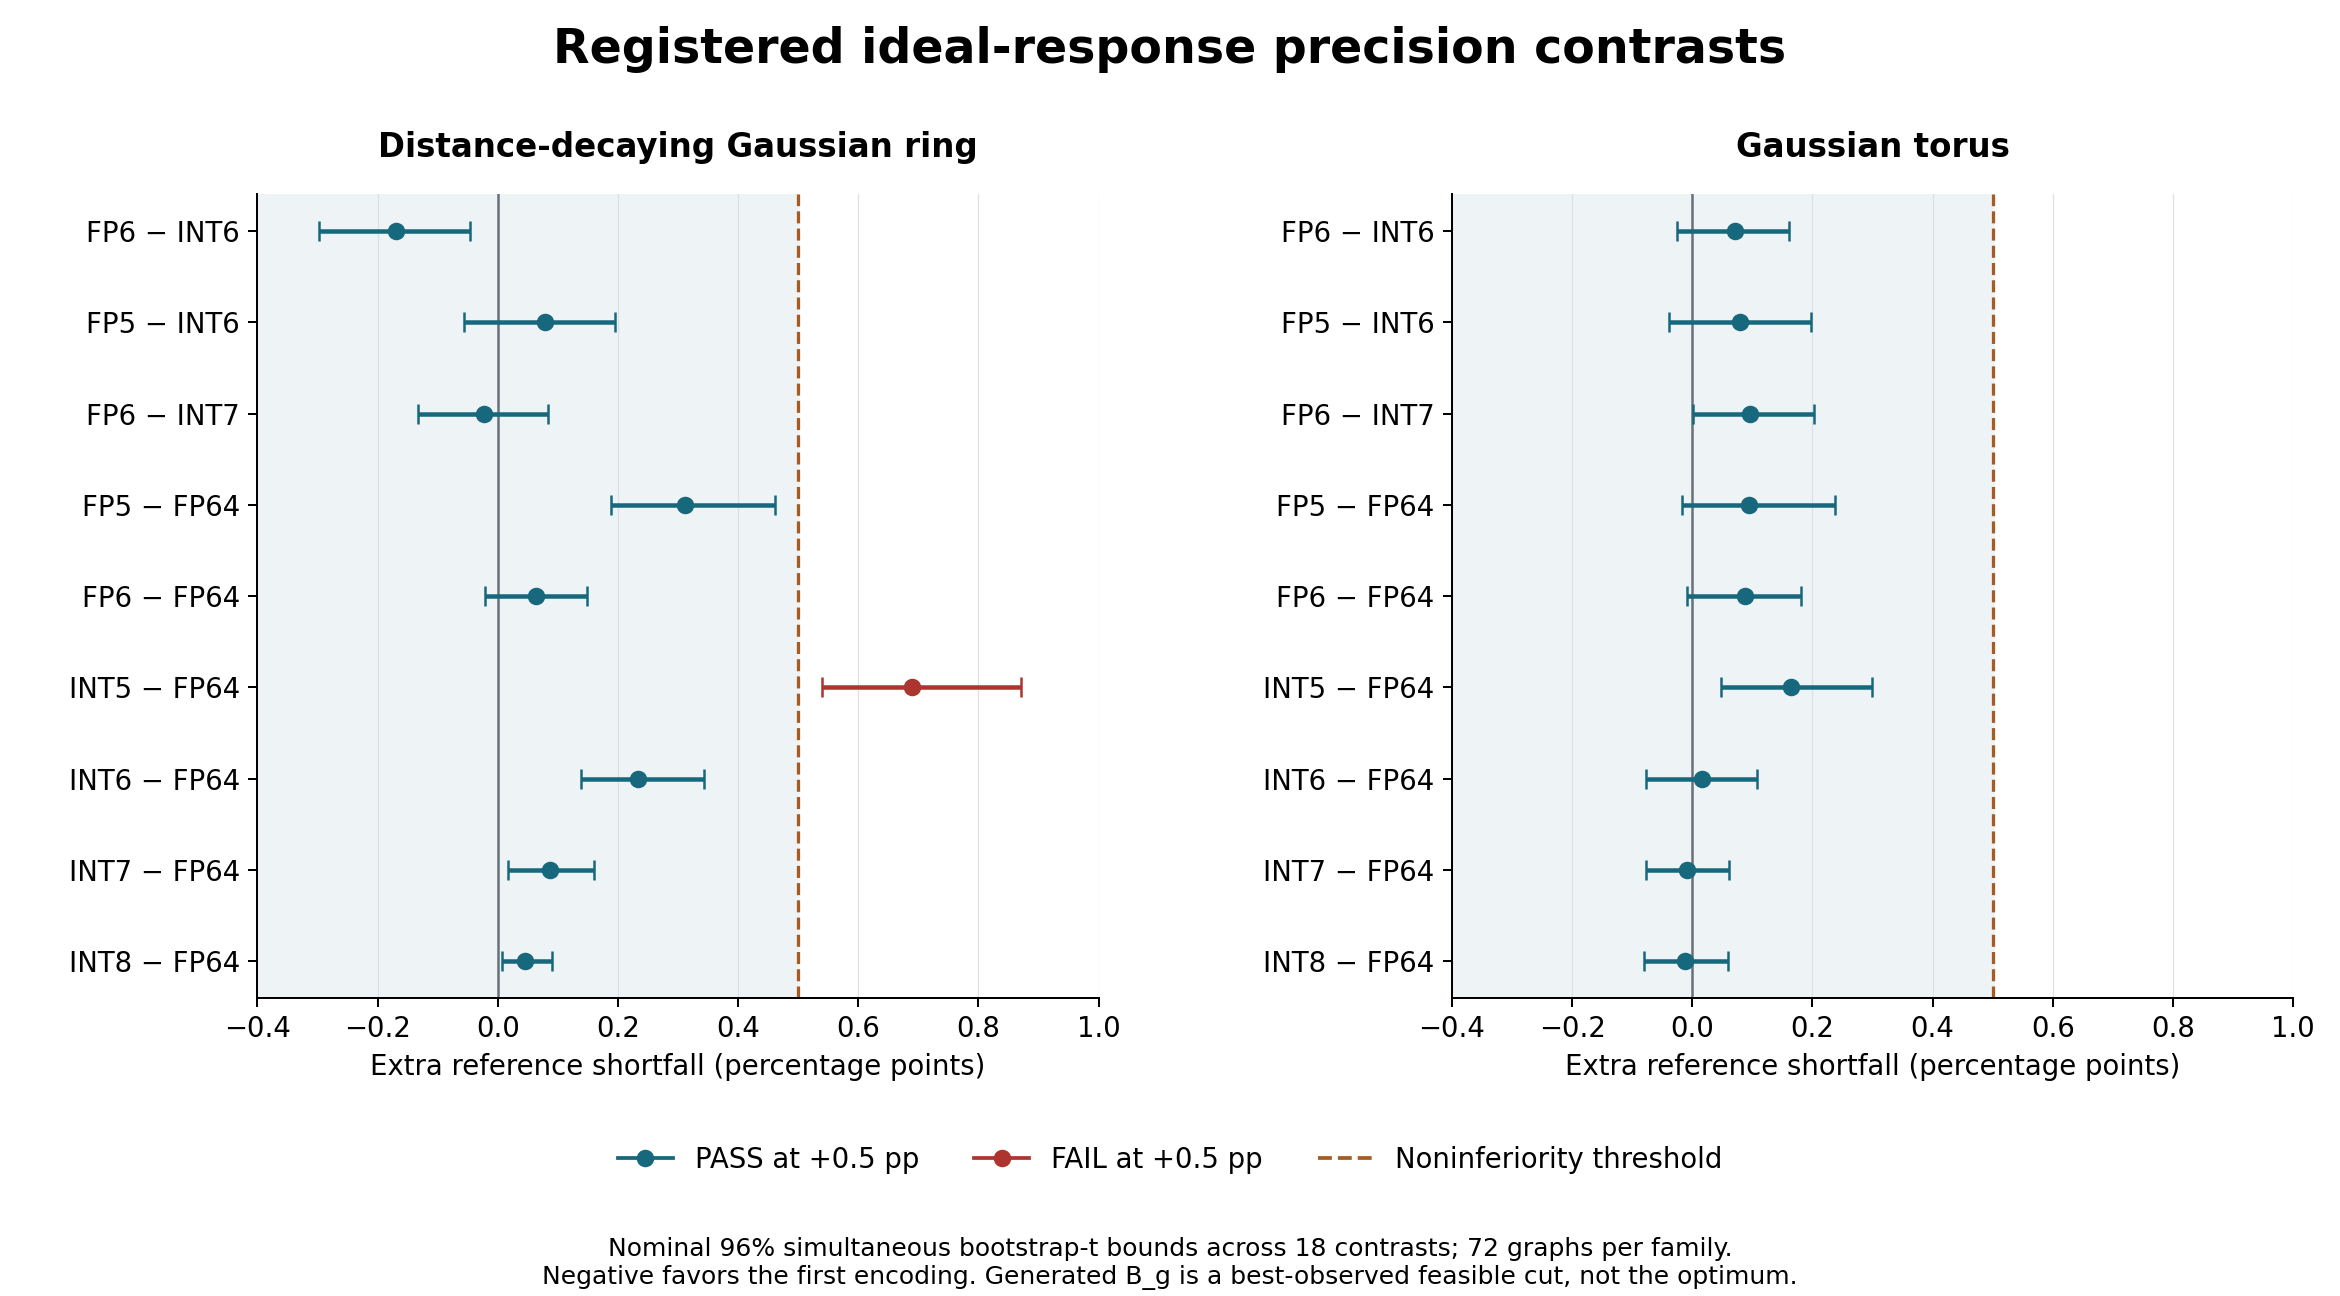 Registered ideal-response precision contrasts
Distance-decaying Gaussian ring
FP6 − INT6
FP5 − INT6
FP6 − INT7
FP5 − FP64
FP6 − FP64
INT5 − FP64
INT6 − FP64
INT7 − FP64
INT8 − FP64
−0.4 −0.2 0.0 0.2 0.4 0.6 0.8 1.0
Extra reference shortfall (percentage points)
Gaussian torus
FP6 − INT6
FP5 − INT6
FP6 − INT7
FP5 − FP64
FP6 − FP64
INT5 − FP64
INT6 − FP64
INT7 − FP64
INT8 − FP64
−0.4 −0.2 0.0 0.2 0.4 0.6 0.8 1.0
Extra reference shortfall (percentage points)
PASS at +0.5 pp FAIL at +0.5 pp Noninferiority threshold
Nominal 96% simultaneous bootstrap-t bounds across 18 contrasts; 72 graphs per family.
Negative favors the first encoding. Generated B_g is a best-observed feasible cut, not the optimum.